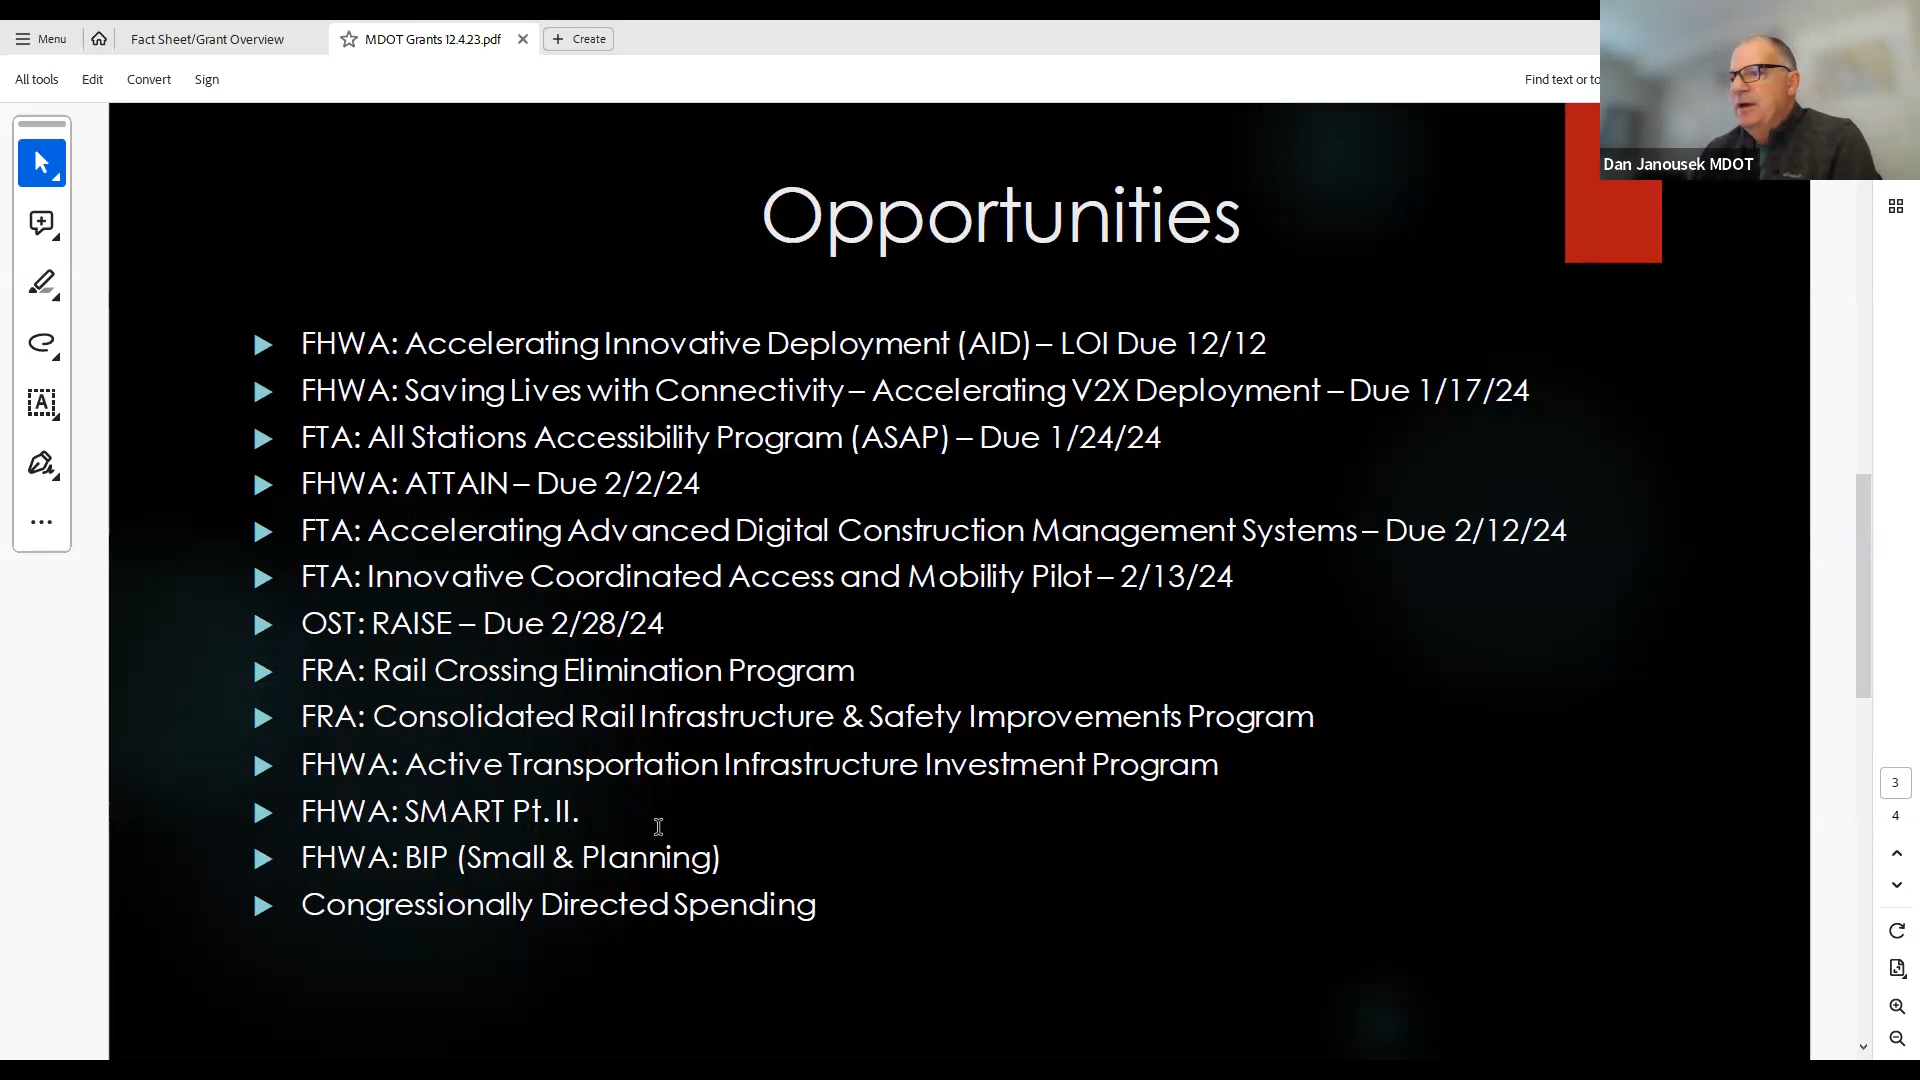 Menu
Fact Sheet/Grant Overview
MDOT Grants 12.4.23.pdf
Create
All tools
Edit
Convert
Sign
Find text or to
Dan Janousek MDOT
Opportunities
FHWA: Accelerating Innovative Deployment (AID) – LOI Due 12/12
FHWA: Saving Lives with Connectivity – Accelerating V2X Deployment – Due 1/17/24
FTA: All Stations Accessibility Program (ASAP) – Due 1/24/24
FHWA: ATTAIN – Due 2/2/24
FTA: Accelerating Advanced Digital Construction Management Systems – Due 2/12/24
FTA: Innovative Coordinated Access and Mobility Pilot – 2/13/24
OST: RAISE – Due 2/28/24
FRA: Rail Crossing Elimination Program
FRA: Consolidated Rail Infrastructure & Safety Improvements Program
FHWA: Active Transportation Infrastructure Investment Program
FHWA: SMART Pt. II.
FHWA: BIP (Small & Planning)
Congressionally Directed Spending
3
4